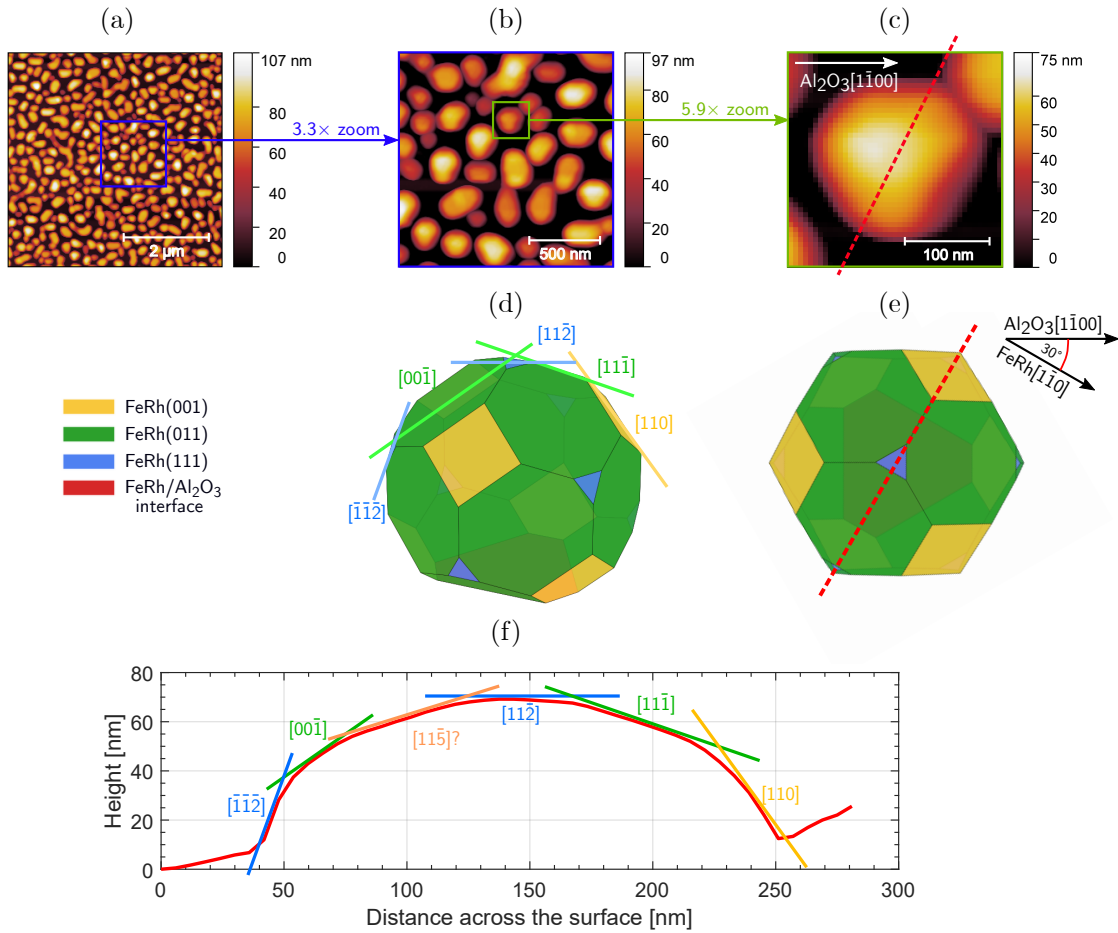 (a)
(b)
(c)
107 nm
80
60
40
20
0
2 µm
3.3× zoom
97 nm
80
60
40
20
0
500 nm
5.9× zoom
Al₂O₃[11̅00]
75 nm
60
50
40
30
20
0
100 nm
(d)
(e)
FeRh(001)
FeRh(011)
FeRh(111)
FeRh/Al₂O₃
interface
[112̅]
[001̅]
[111̅]
[110]
[1̅1̅2̅]
Al₂O₃[11̅00]
30°
FeRh[11̅0]
(f)
Height [nm]
80
60
40
20
0
[1̅1̅2̅]
[001̅]
[115̅]?
[112̅]
[111̅]
[110]
0
50
100
150
200
250
300
Distance across the surface [nm]